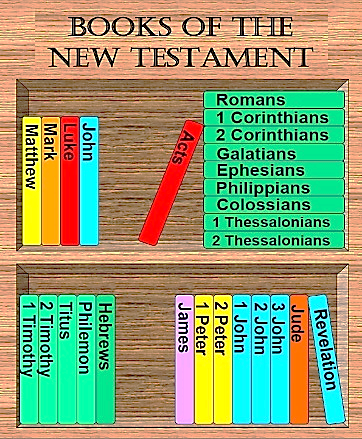 BOOKS OF THE
NEW TESTAMENT
Matthew
Mark
Luke
John
Acts
Romans
1 Corinthians
2 Corinthians
Galatians
Ephesians
Philippians
Colossians
1 Thessalonians
2 Thessalonians
1 Timmothy
2 Timmothy
Titus
Philemon
Hebrews
James
1 Peter
2 Peter
1 John
2 John
3 John
Jude
Revelation